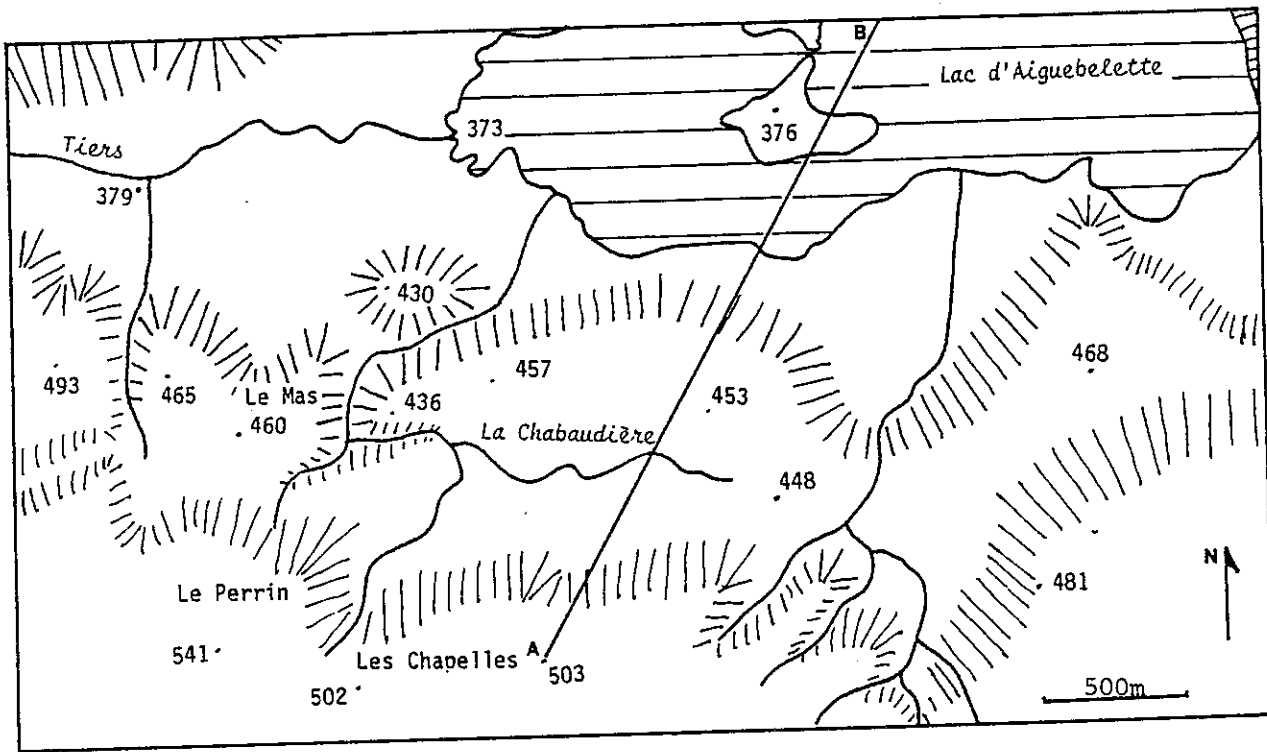 B
Lac d'Aiguebelette
373
376
Tiers
379
430
493
465
Le Mas
460
436
457
453
468
La Chabaudière
448
Le Perrin
481
N
541
Les Chapelles A
503
502
500m